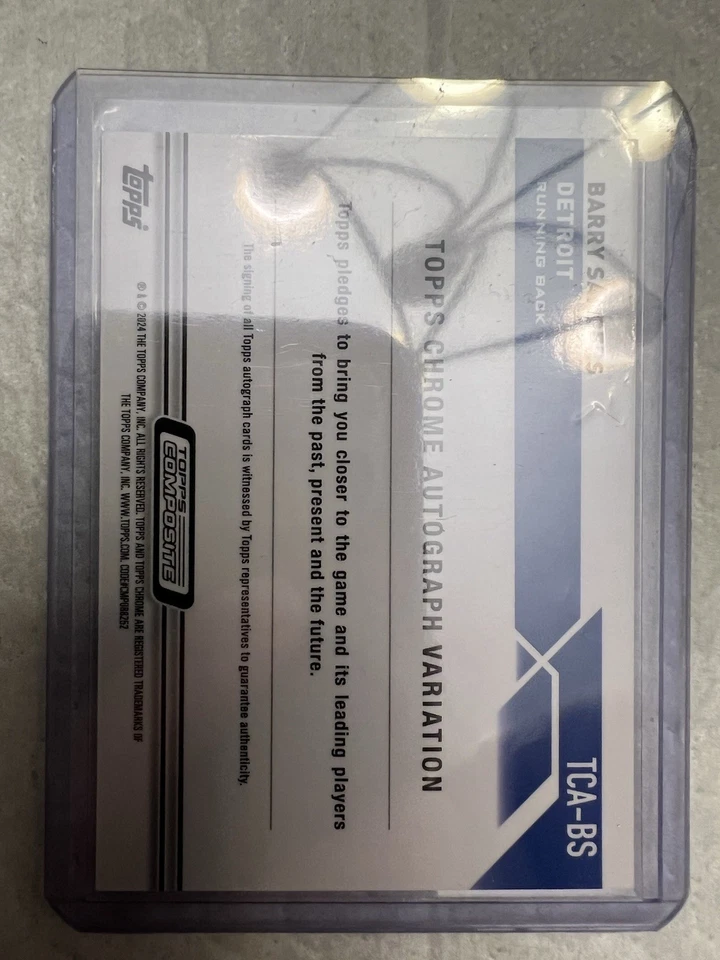 BARRY
DETROIT
RUNNING BACK
TCA-BS
TOPPS CHROME AUTOGRAPH VARIATION
Topps pledges to bring you closer to the game and its leading players
from the past, present and the future.
The signing of all Topps autograph cards is witnessed by Topps representatives to guarantee authenticity.
TOPPS
COMPOSITE
topps
® & © 2024 THE TOPPS COMPANY, INC. ALL RIGHTS RESERVED. TOPPS AND TOPPS CHROME ARE REGISTERED TRADEMARKS OF
THE TOPPS COMPANY, INC. WWW.TOPPS.COM. CODE#CMP088252